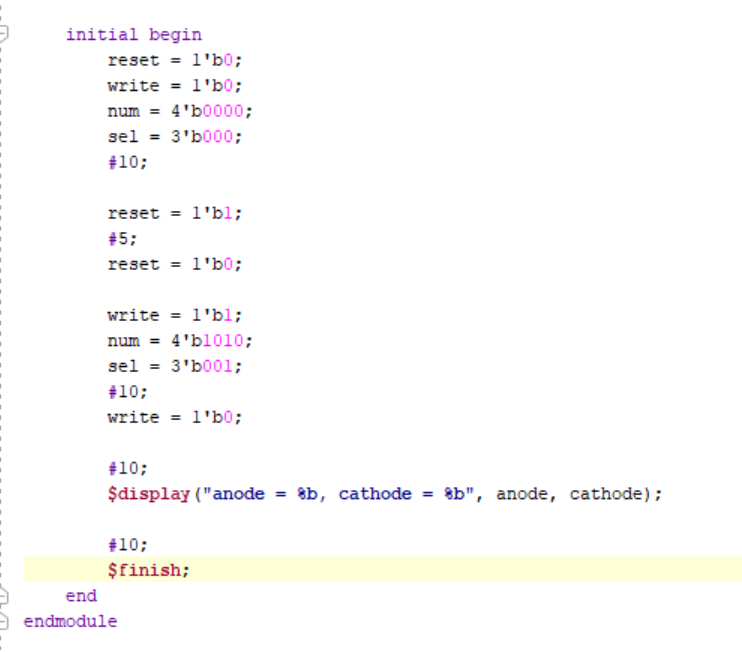 initial begin
reset = 1'b0;
write = 1'b0;
num = 4'b0000;
sel = 3'b000;
#10;
reset = 1'b1;
#5;
reset = 1'b0;
write = 1'b1;
num = 4'b1010;
sel = 3'b001;
#10;
write = 1'b0;
#10;
$display("anode = %b, cathode = %b", anode, cathode);
#10;
$finish;
end
endmodule